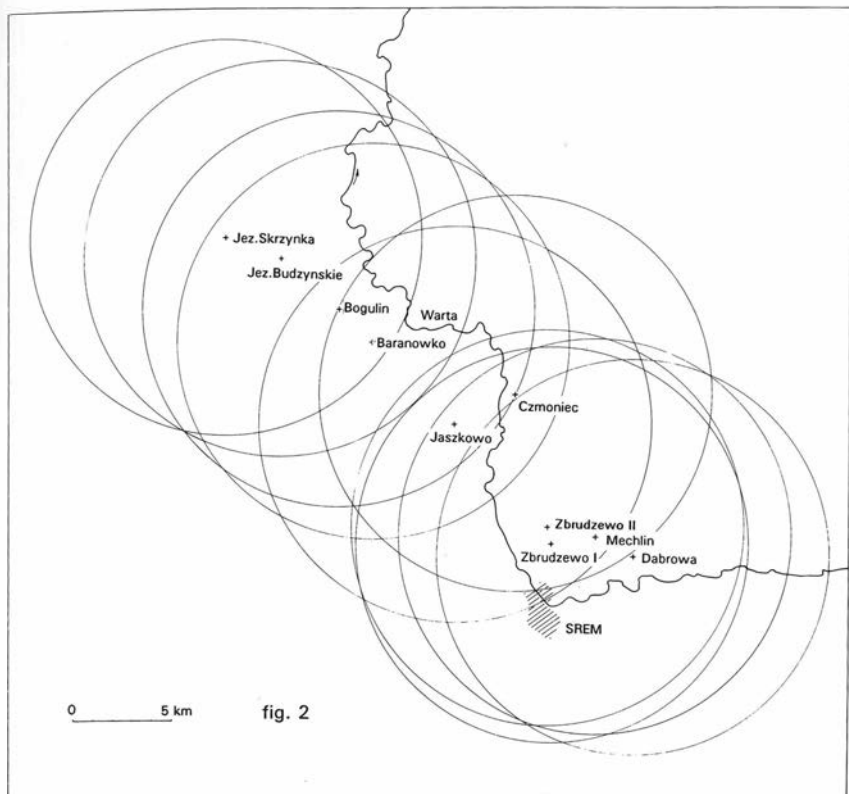 Jez.Skrzynka
Jez.Budzynskie
Bogulin
Warta
Baranowko
Czmoniec
Jaszkowo
Zbrudzewo II
Mechlin
Zbrudzewo I
Dabrowa
SREM
0 5 km
fig. 2